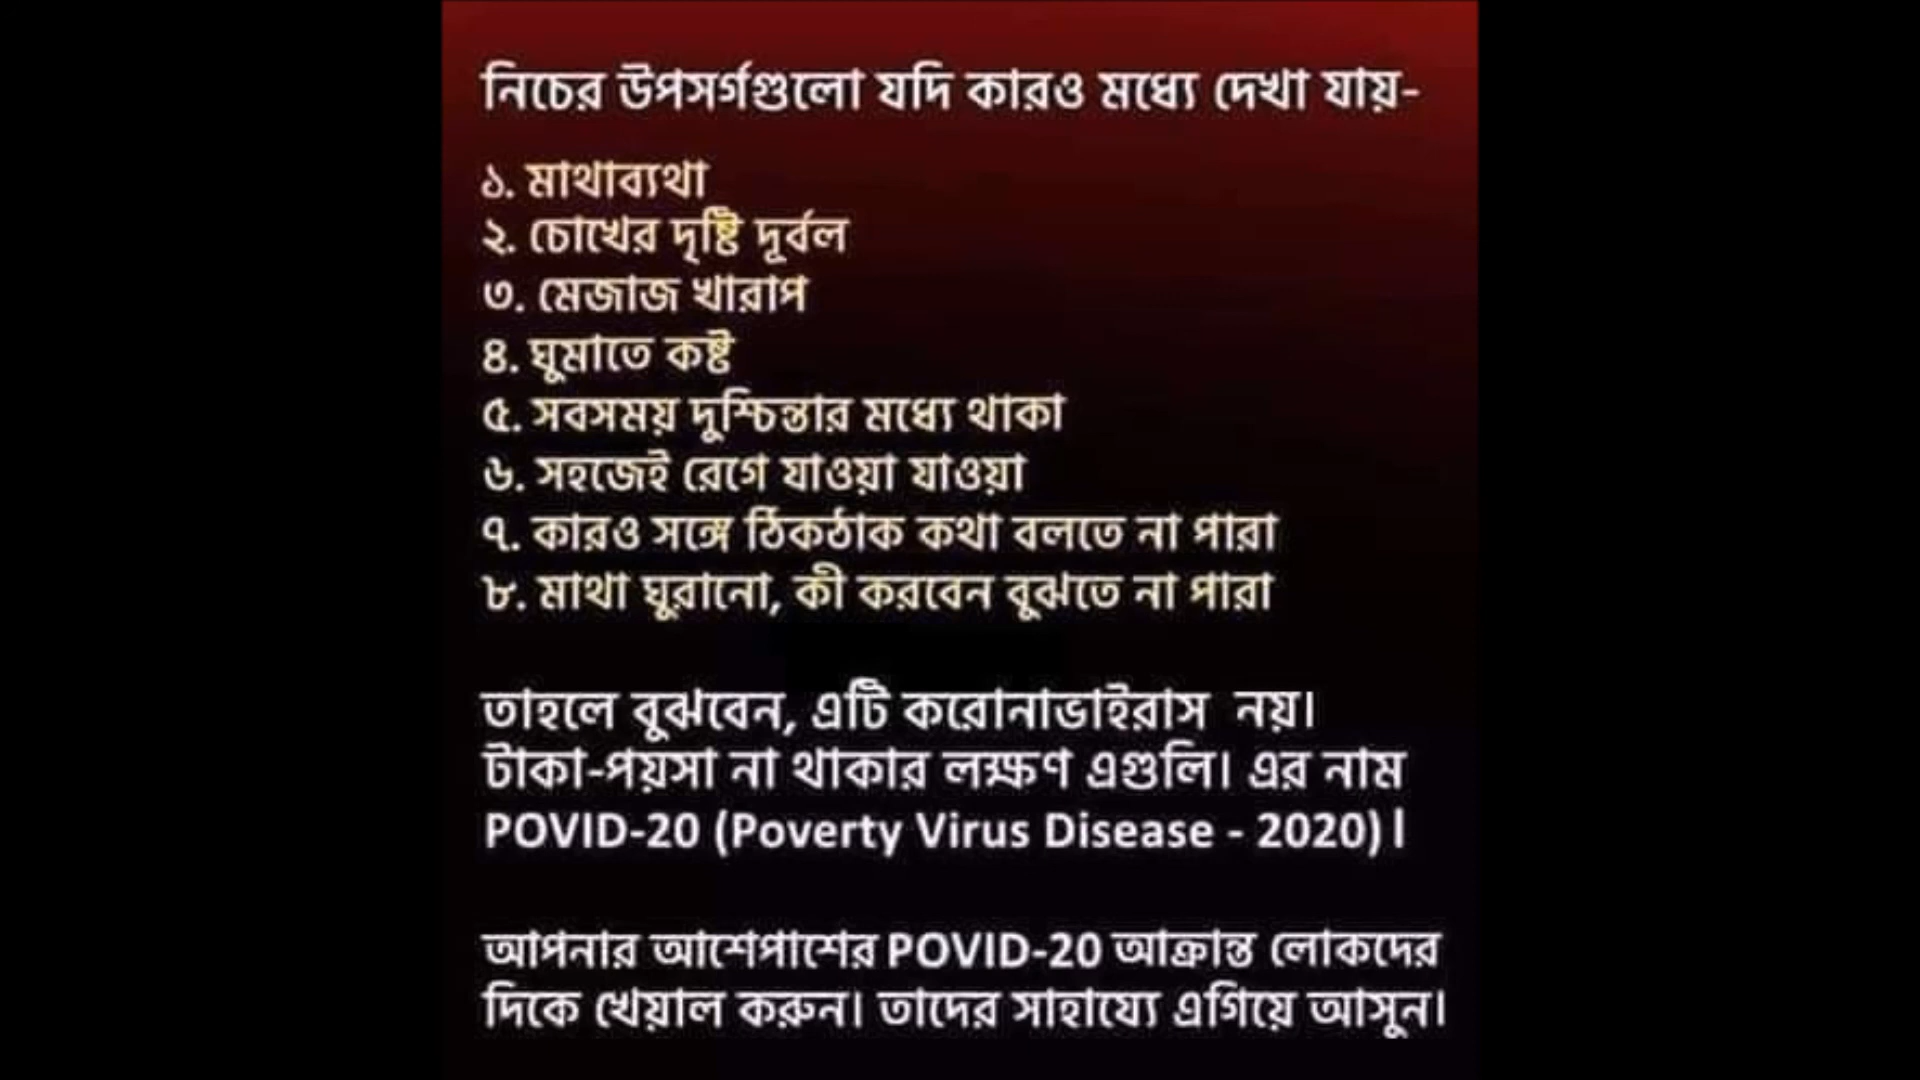 নিচের উপসর্গগুলো যদি কারও মধ্যে দেখা যায়-
১. মাথাব্যথা
২. চোখের দৃষ্টি দূর্বল
৩. মেজাজ খারাপ
৪. ঘুমাতে কষ্ট
৫. সবসময় দুশ্চিন্তার মধ্যে থাকা
৬. সহজেই রেগে যাওয়া যাওয়া
৭. কারও সঙ্গে ঠিকঠাক কথা বলতে না পারা
৮. মাথা ঘুরানো, কী করবেন বুঝতে না পারা
তাহলে বুঝবেন, এটি করোনাভাইরাস নয়।
টাকা-পয়সা না থাকার লক্ষণ এগুলি। এর নাম
POVID-20 (Poverty Virus Disease - 2020)।
আপনার আশেপাশের POVID-20 আক্রান্ত লোকদের
দিকে খেয়াল করুন। তাদের সাহায্যে এগিয়ে আসুন।